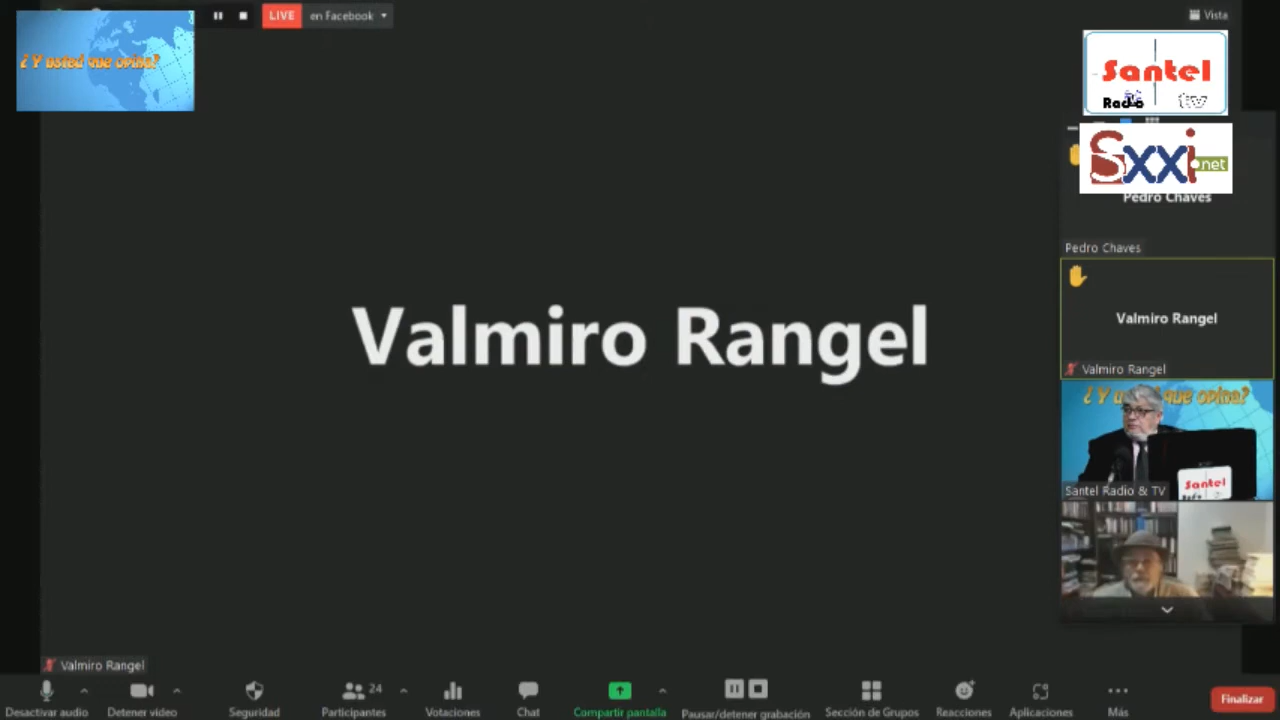 LIVE
en Facebook
Vista
¿Y usted que opina?
Santel
Radio & tv
Sxxi.net
Pedro Chaves
Pedro Chaves
Valmiro Rangel
Valmiro Rangel
Valmiro Rangel
Santel
Santel Radio & TV
Valmiro Rangel
Desactivar audio
Detener video
Seguridad
24
Participantes
Votaciones
Chat
Compartir pantalla
Pausar/detener grabación
Sección de Grupos
Reacciones
Aplicaciones
Más
Finalizar